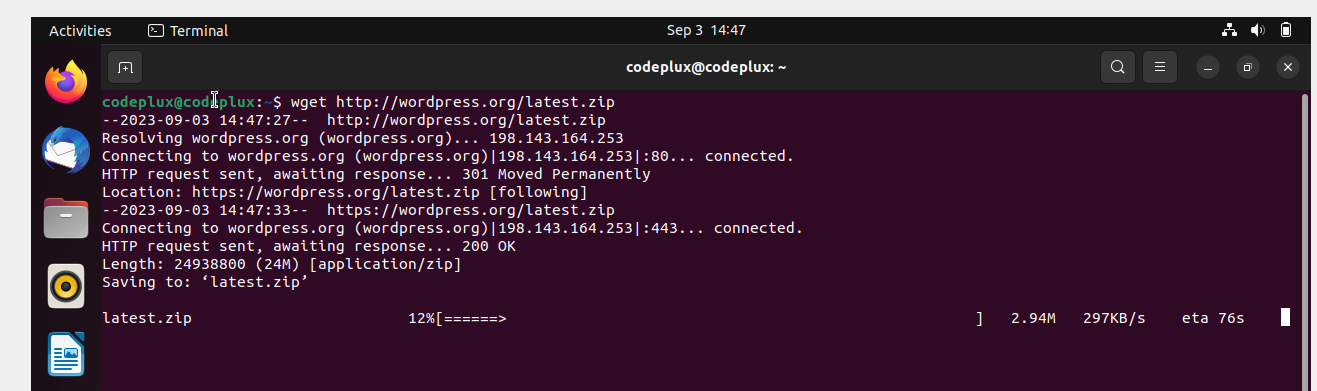 Activities Terminal Sep 3 14:47
codeplux@codeplux: ~
codeplux@codeplux:~$ wget http://wordpress.org/latest.zip
--2023-09-03 14:47:27-- http://wordpress.org/latest.zip
Resolving wordpress.org (wordpress.org)... 198.143.164.253
Connecting to wordpress.org (wordpress.org)|198.143.164.253|:80... connected.
HTTP request sent, awaiting response... 301 Moved Permanently
Location: https://wordpress.org/latest.zip [following]
--2023-09-03 14:47:33-- https://wordpress.org/latest.zip
Connecting to wordpress.org (wordpress.org)|198.143.164.253|:443... connected.
HTTP request sent, awaiting response... 200 OK
Length: 24938800 (24M) [application/zip]
Saving to: ‘latest.zip’
latest.zip 12%[======> ] 2.94M 297KB/s eta 76s